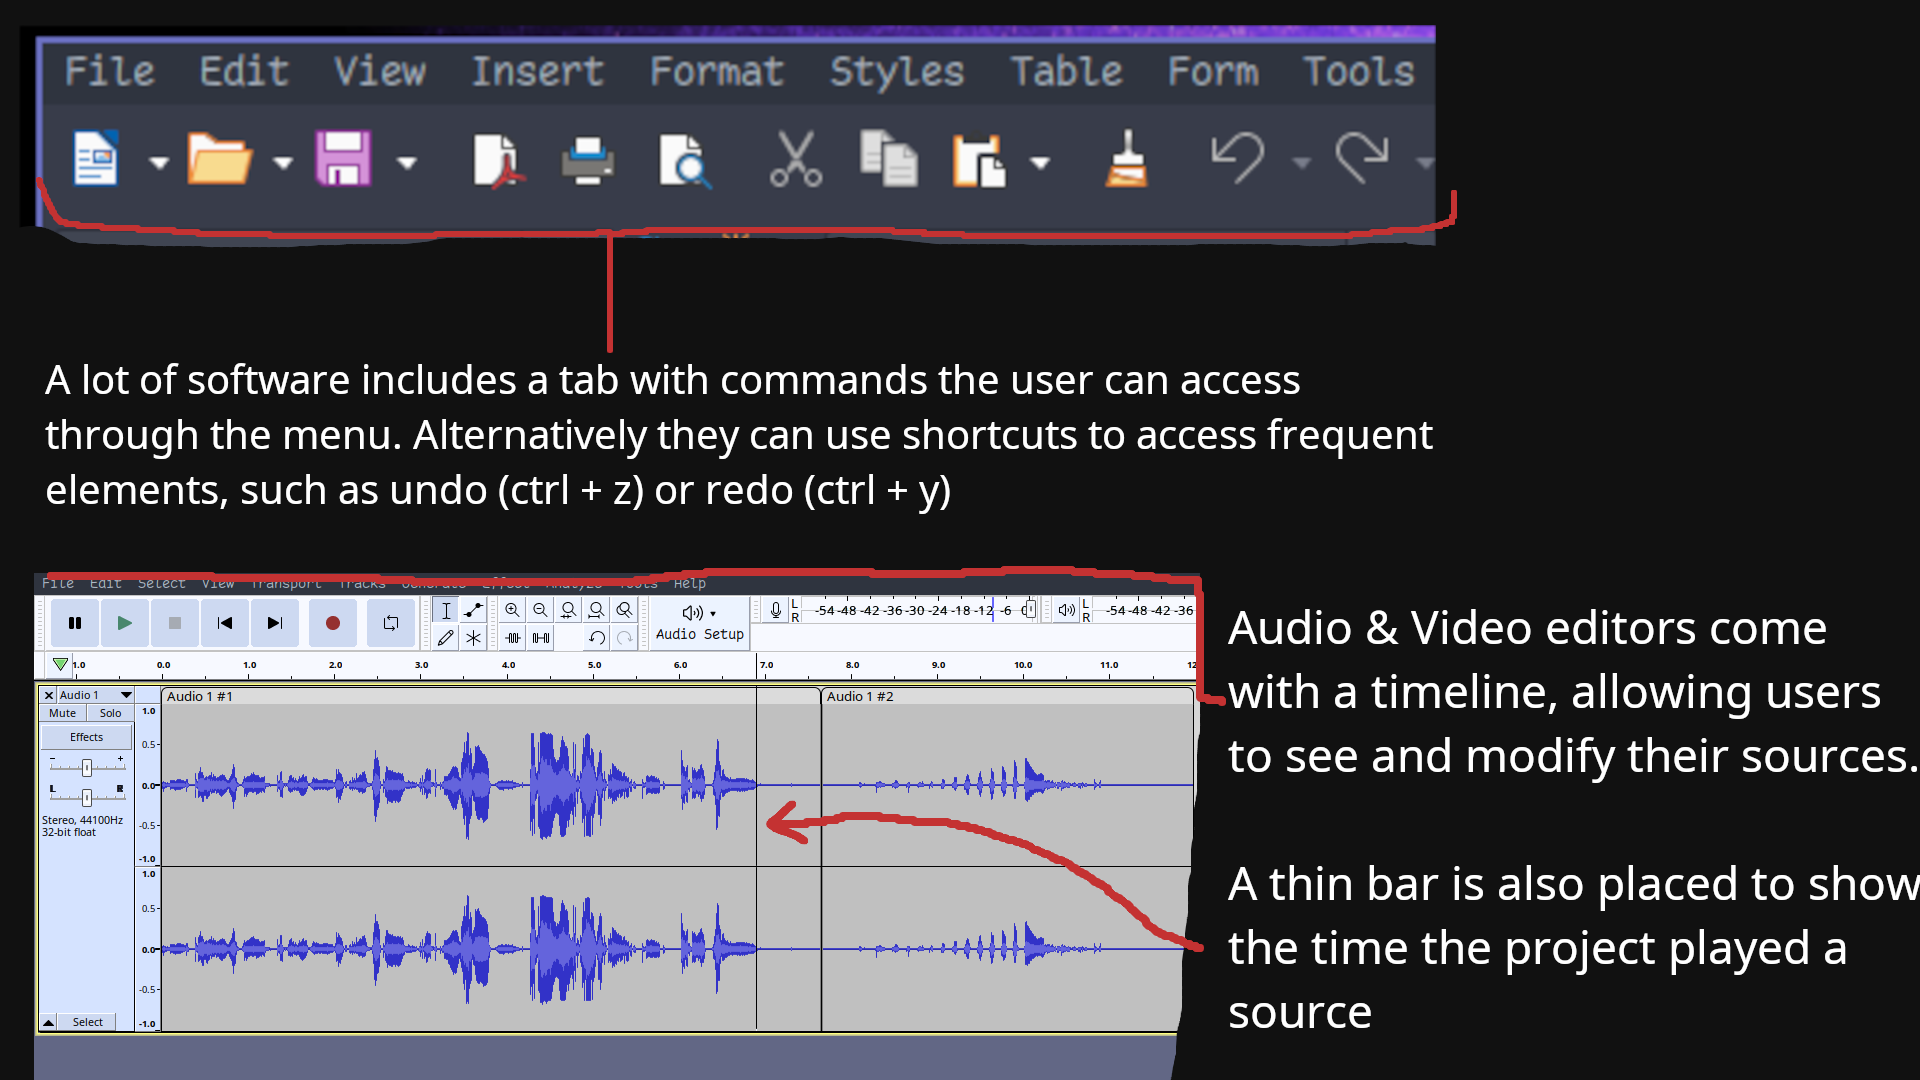 File Edit View Insert Format Styles Table Form Tools
A lot of software includes a tab with commands the user can access
through the menu. Alternatively they can use shortcuts to access frequent
elements, such as undo (ctrl + z) or redo (ctrl + y)
File Edit Select View Transport Tracks Generate Effect Analyze Tools Help
L
R
-54 -48 -42 -36 -30 -24 -18 -12 -6 0
L
R
-54 -48 -42 -36
Audio Setup
1.0 0.0 1.0 2.0 3.0 4.0 5.0 6.0 7.0 8.0 9.0 10.0 11.0 12
Audio 1
Audio 1 #1
Audio 1 #2
Mute Solo
Effects
- +
L R
Stereo, 44100Hz
32-bit float
1.0
0.5
0.0
-0.5
-1.0
1.0
0.5
0.0
-0.5
-1.0
Select
Audio & Video editors come
with a timeline, allowing users
to see and modify their sources.
A thin bar is also placed to show
the time the project played a
source